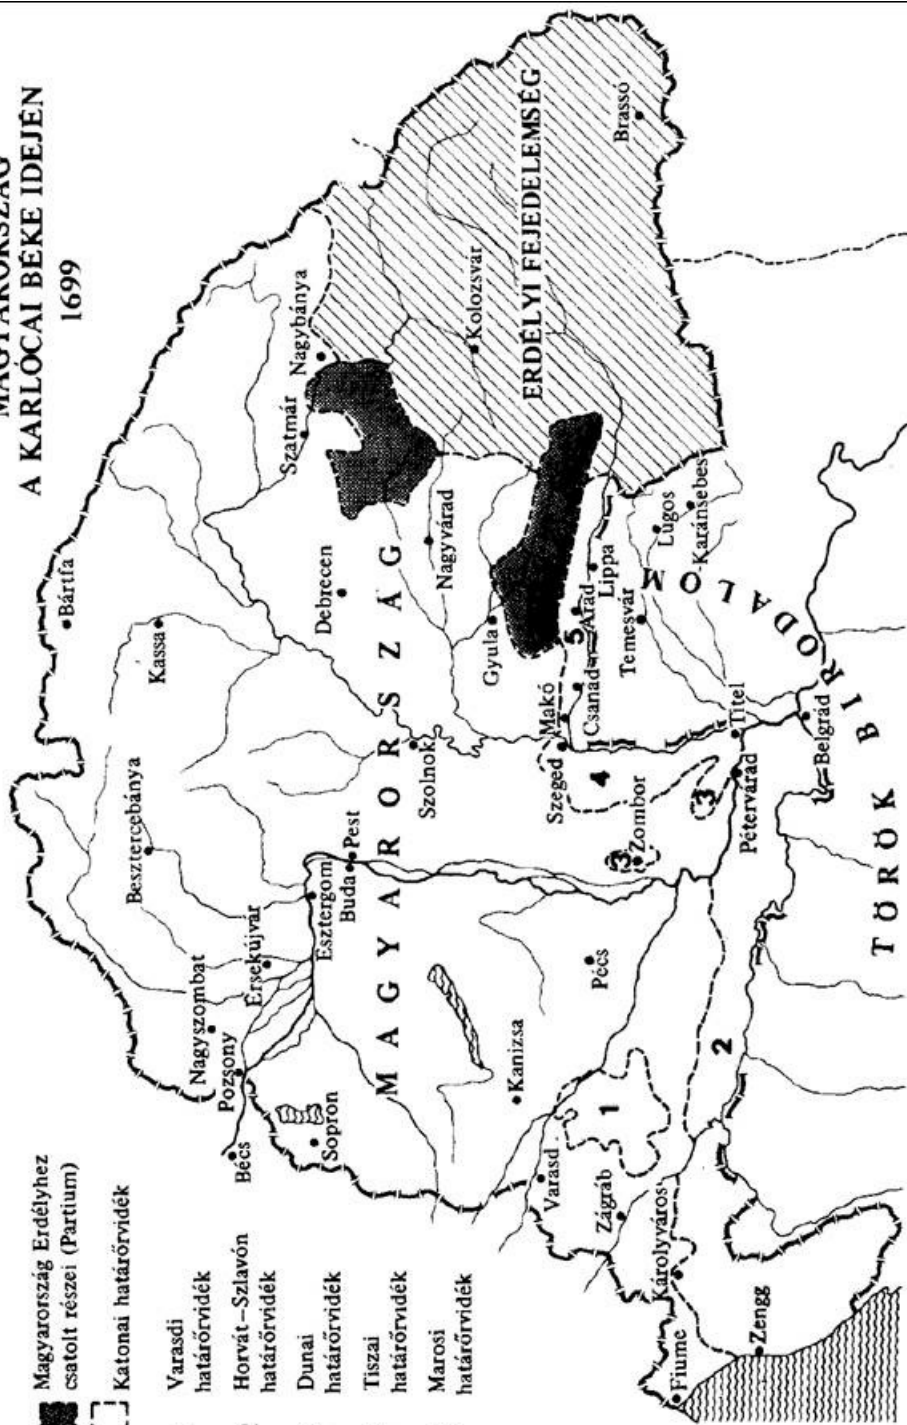 MAGYARORSZÁG
A KARLÓCAI BÉKE IDEJÉN
1699
Magyarország Erdélyhez
csatolt részei (Partium)
Katonai határőrvidék
Varasdi
határőrvidék
Horvát–Szlavón
határőrvidék
Dunai
határőrvidék
Tiszai
határőrvidék
Marosi
határőrvidék
Bártfa
Kassa
Besztercebánya
Nagyszombat
Érsekújvár
Pozsony
Bécs
Sopron
Esztergom
Buda
Pest
Szatmár
Nagybánya
Debrecen
MAGYARORSZÁG
Szolnok
Nagyvárad
Kolozsvár
Gyula
ERDÉLYI FEJEDELEMSÉG
Brassó
Kanizsa
Pécs
Szeged
Makó
Csanad
5
Arad
Lippa
4
3
Zombor
Temesvár
Lugos
Karánsebes
Varasd
1
Zágráb
Károlyváros
3
Titel
Pétervárad
2
Fiume
Zengg
Belgrád
TÖRÖK BIRODALOM